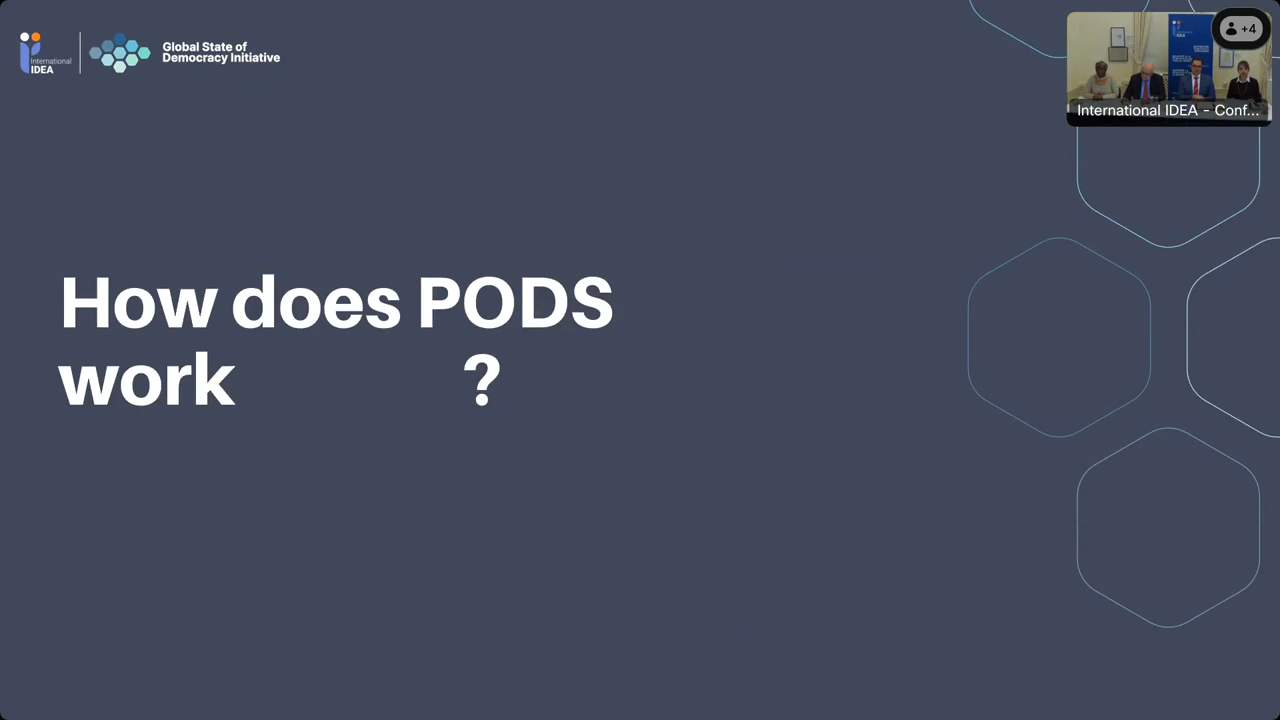 International
IDEA
Global State of
Democracy Initiative
+4
International IDEA - Conf...
How does PODS
work ?